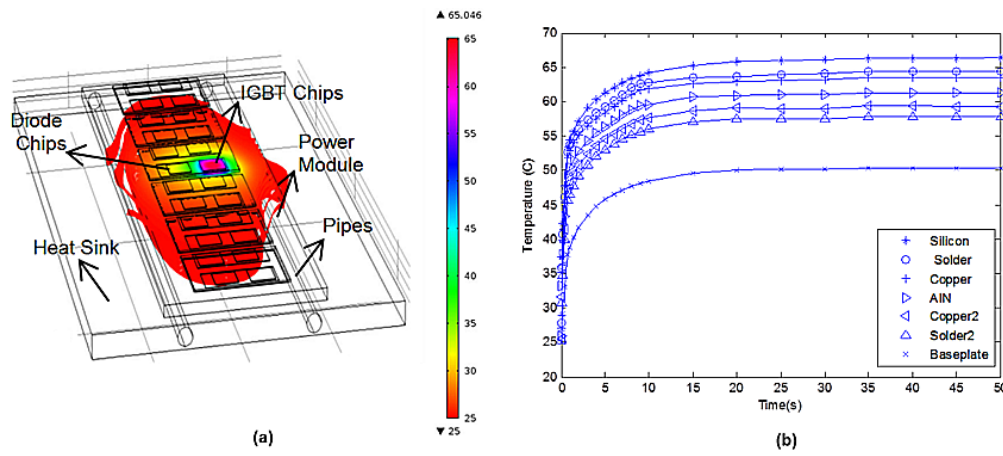 ▲ 65.046
65
60
55
50
45
40
35
30
25
▼ 25
IGBT Chips
Diode
Chips
Power
Module
Pipes
Heat Sink
(a)
70
65
60
55
50
45
40
35
30
25
20
Temperature (C)
0 5 10 15 20 25 30 35 40 45 50
Time(s)
Silicon
Solder
Copper
AlN
Copper2
Solder2
Baseplate
(b)